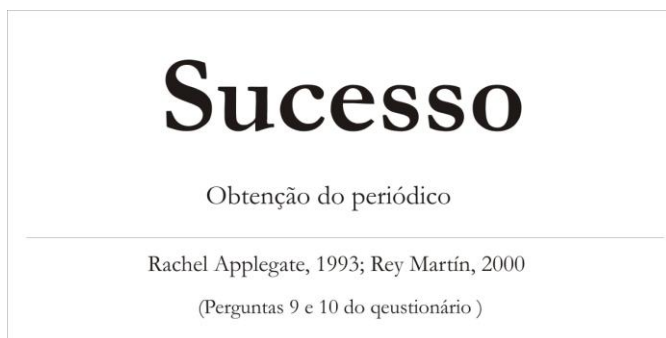 Sucesso
Obtenção do periódico
Rachel Applegate, 1993; Rey Martín, 2000
(Perguntas 9 e 10 do qeustionário )